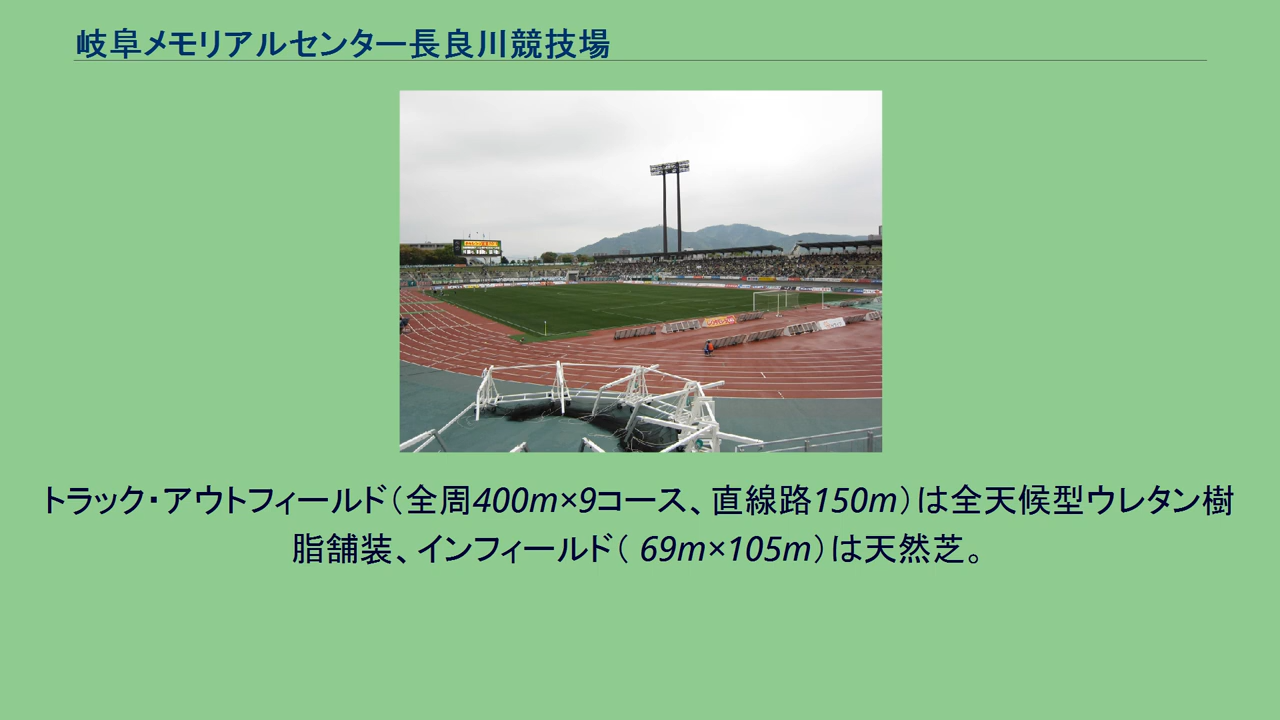 岐阜メモリアルセンター長良川競技場
トラック・アウトフィールド（全周400m×9コース、直線路150m）は全天候型ウレタン樹
脂舗装、インフィールド（ 69m×105m）は天然芝。